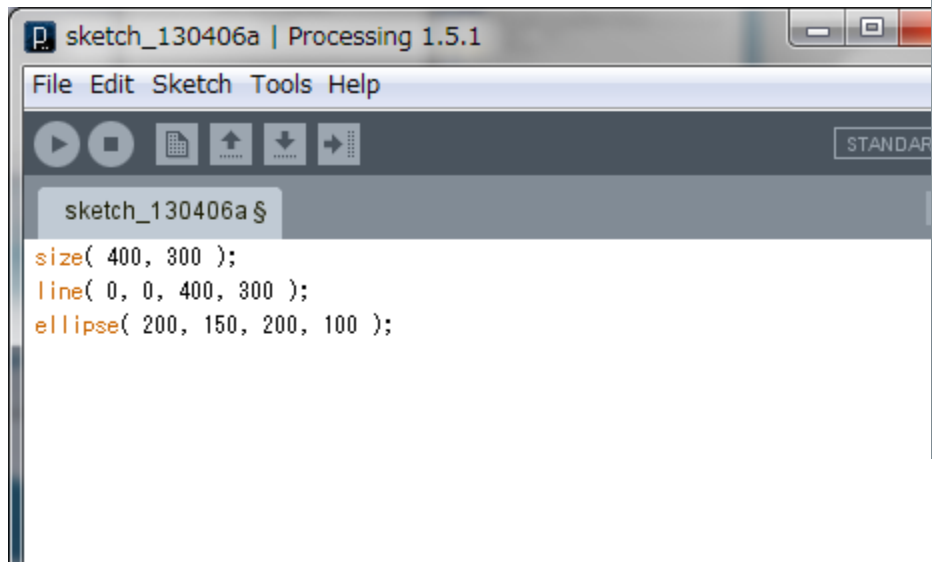 sketch_130406a | Processing 1.5.1
File Edit Sketch Tools Help
STANDAR
sketch_130406a §
size( 400, 300 );
line( 0, 0, 400, 300 );
ellipse( 200, 150, 200, 100 );